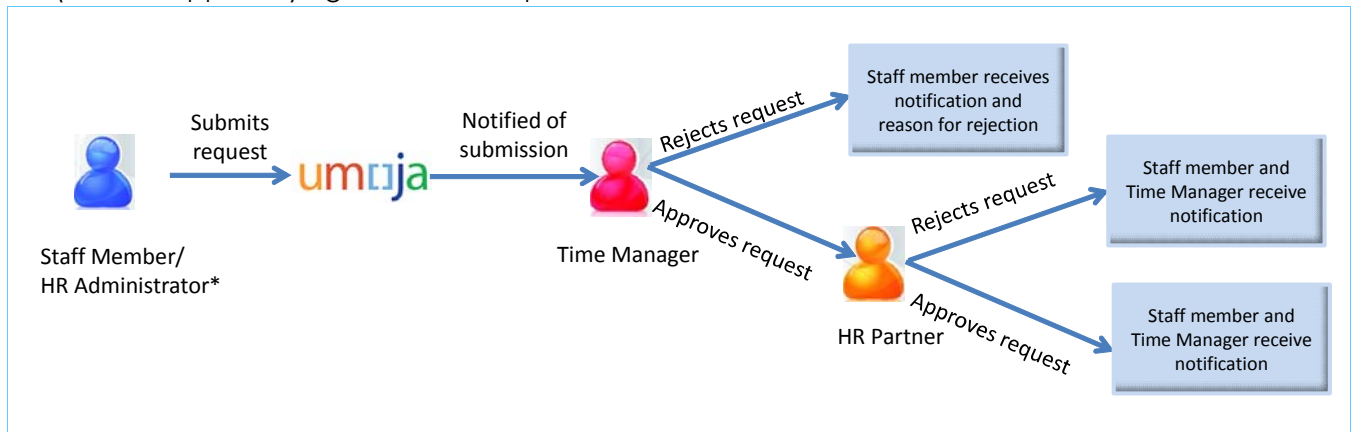 Submits
request
umoja
Notified of
submission
Rejects request
Approves request
Staff member receives
notification and
reason for rejection
Staff Member/
HR Administrator*
Time Manager
Rejects request
Approves request
HR Partner
Staff member and
Time Manager receive
notification
Staff member and
Time Manager receive
notification